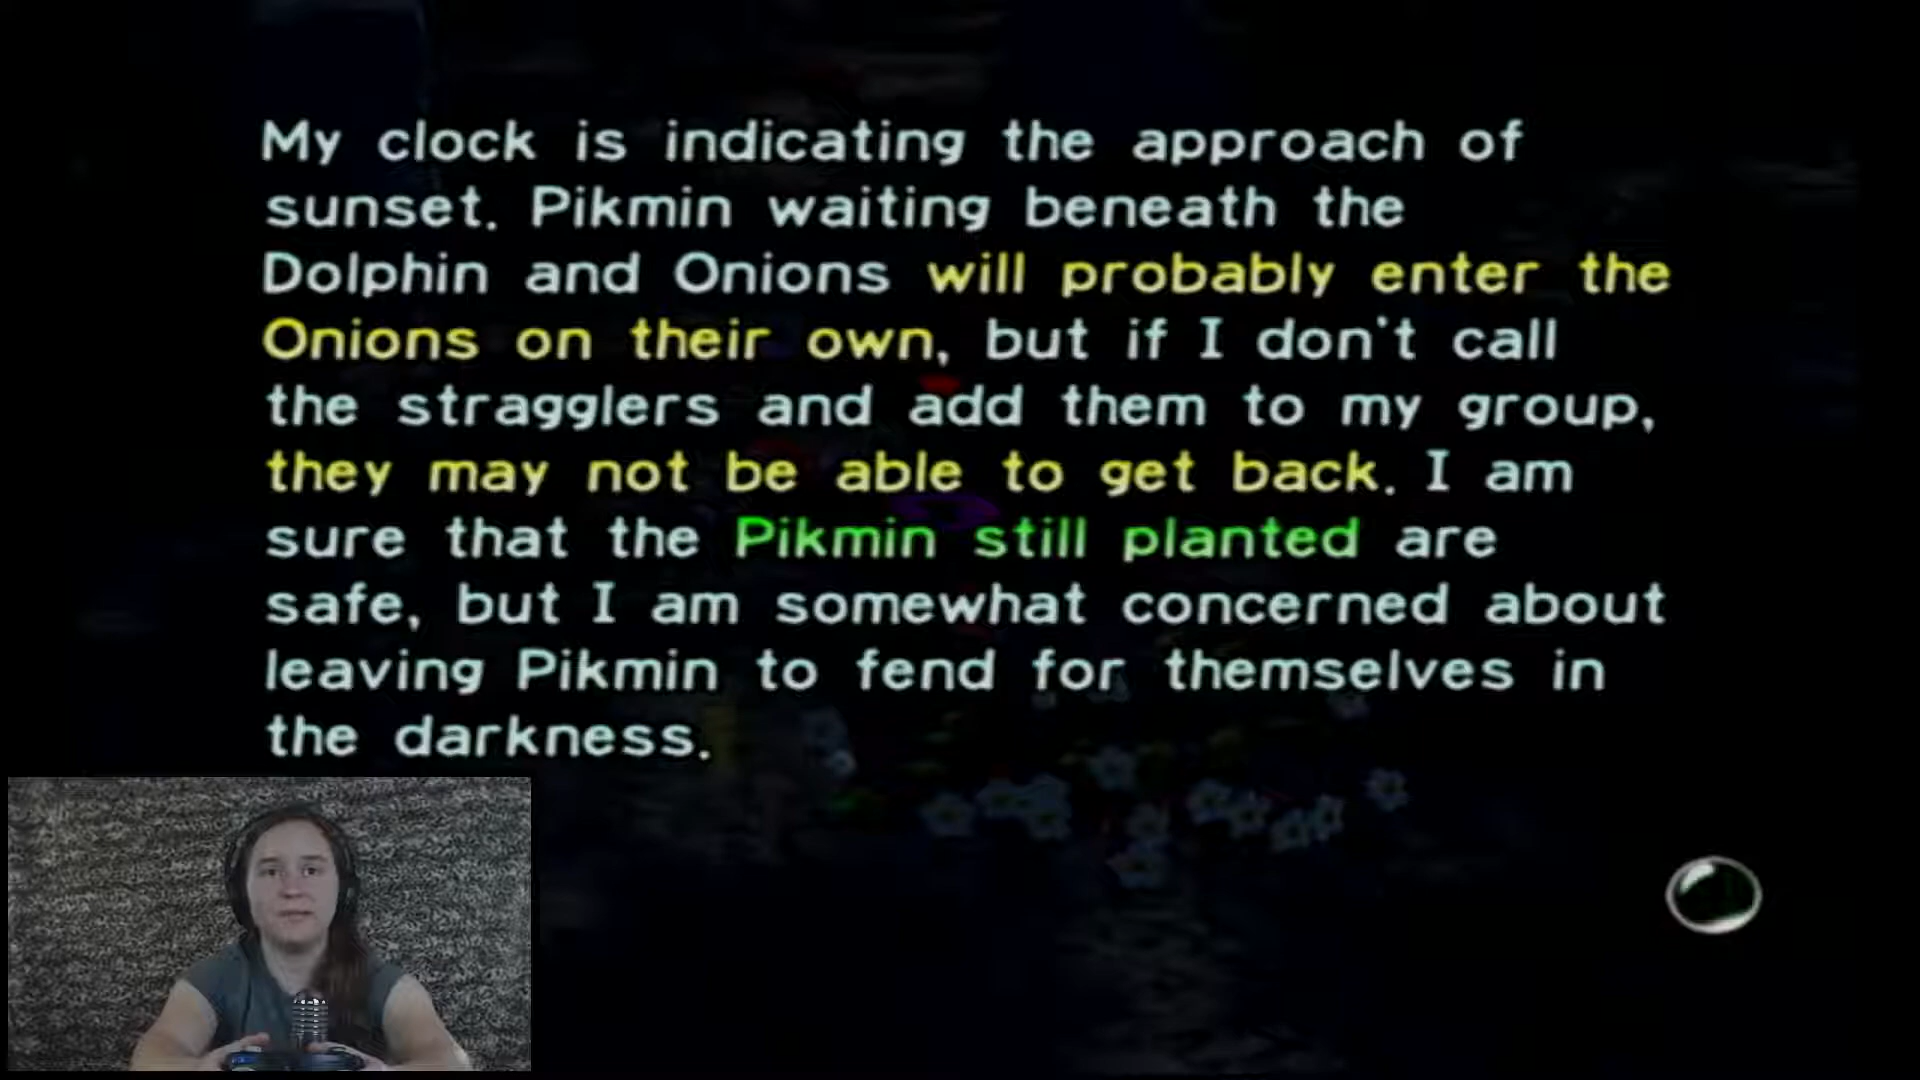 My clock is indicating the approach of
sunset. Pikmin waiting beneath the
Dolphin and Onions will probably enter the
Onions on their own, but if I don't call
the stragglers and add them to my group,
they may not be able to get back. I am
sure that the Pikmin still planted are
safe, but I am somewhat concerned about
leaving Pikmin to fend for themselves in
the darkness.